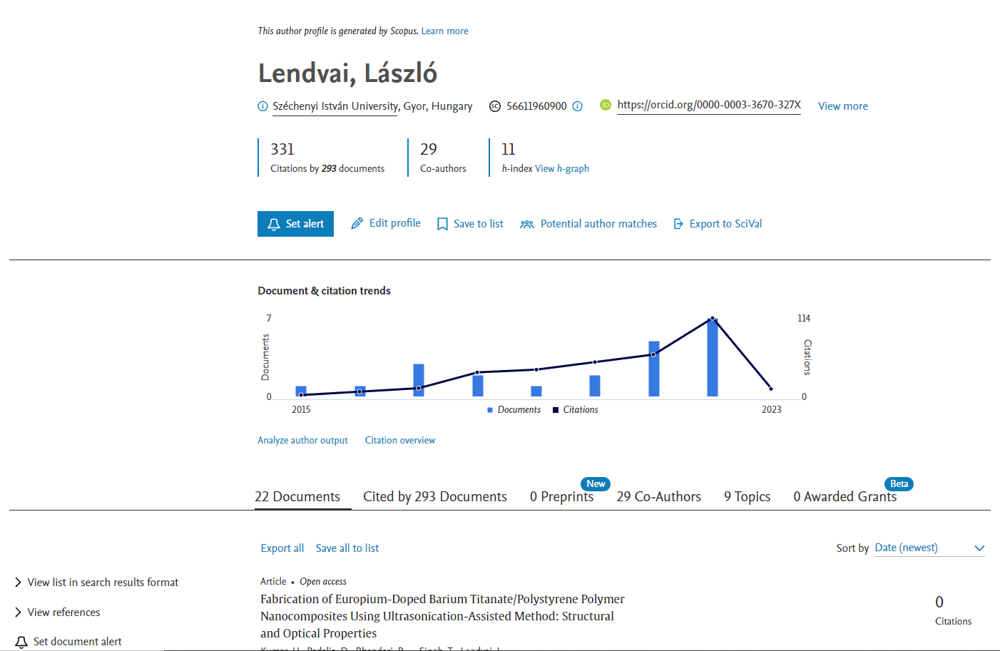 This author profile is generated by Scopus. Learn more
Lendvai, László
Széchenyi István University, Gyor, Hungary SC 56611960900 iD https://orcid.org/0000-0003-3670-327X View more
331 29 11
Citations by 293 documents Co-authors h-index View h-graph
Set alert Edit profile Save to list Potential author matches Export to SciVal
Document & citation trends
7 114
Documents Citations
0 0
2015 Documents Citations 2023
Analyze author output Citation overview
New Beta
22 Documents Cited by 293 Documents 0 Preprints 29 Co-Authors 9 Topics 0 Awarded Grants
Export all Save all to list Sort by Date (newest)
View list in search results format
View references
Set document alert
Article • Open access
Fabrication of Europium-Doped Barium Titanate/Polystyrene Polymer
Nanocomposites Using Ultrasonication-Assisted Method: Structural
and Optical Properties
0
Citations